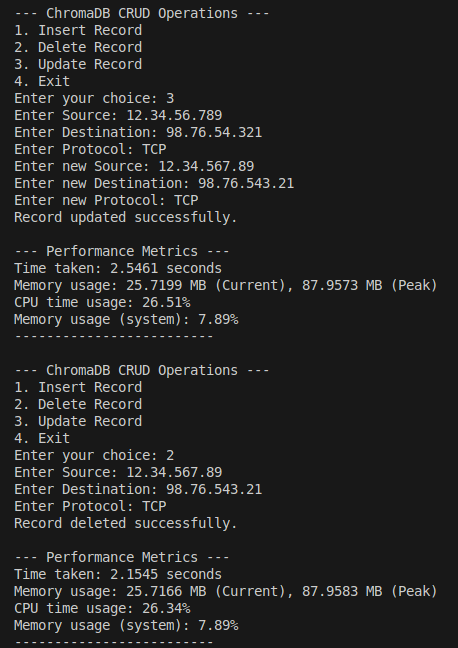 --- ChromaDB CRUD Operations ---
1. Insert Record
2. Delete Record
3. Update Record
4. Exit
Enter your choice: 3
Enter Source: 12.34.56.789
Enter Destination: 98.76.54.321
Enter Protocol: TCP
Enter new Source: 12.34.567.89
Enter new Destination: 98.76.543.21
Enter new Protocol: TCP
Record updated successfully.

--- Performance Metrics ---
Time taken: 2.5461 seconds
Memory usage: 25.7199 MB (Current), 87.9573 MB (Peak)
CPU time usage: 26.51%
Memory usage (system): 7.89%
-------------------------

--- ChromaDB CRUD Operations ---
1. Insert Record
2. Delete Record
3. Update Record
4. Exit
Enter your choice: 2
Enter Source: 12.34.567.89
Enter Destination: 98.76.543.21
Enter Protocol: TCP
Record deleted successfully.

--- Performance Metrics ---
Time taken: 2.1545 seconds
Memory usage: 25.7166 MB (Current), 87.9583 MB (Peak)
CPU time usage: 26.34%
Memory usage (system): 7.89%
-------------------------